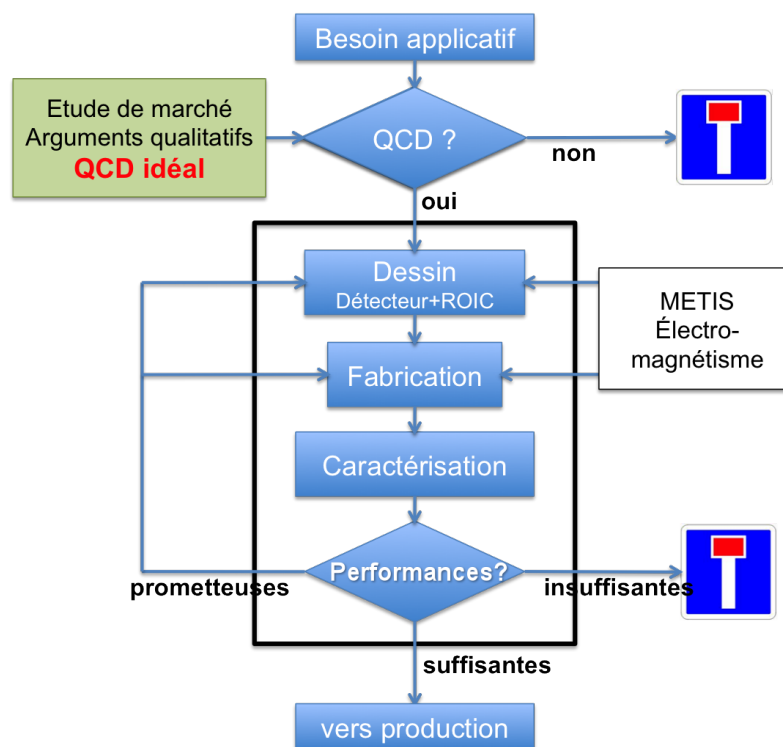 Besoin applicatif
Etude de marché
Arguments qualitatifs
QCD idéal
QCD ?
non
oui
Dessin
Détecteur+ROIC
METIS
Électro-
magnétisme
Fabrication
Caractérisation
Performances?
prometteuses
insuffisantes
suffisantes
vers production